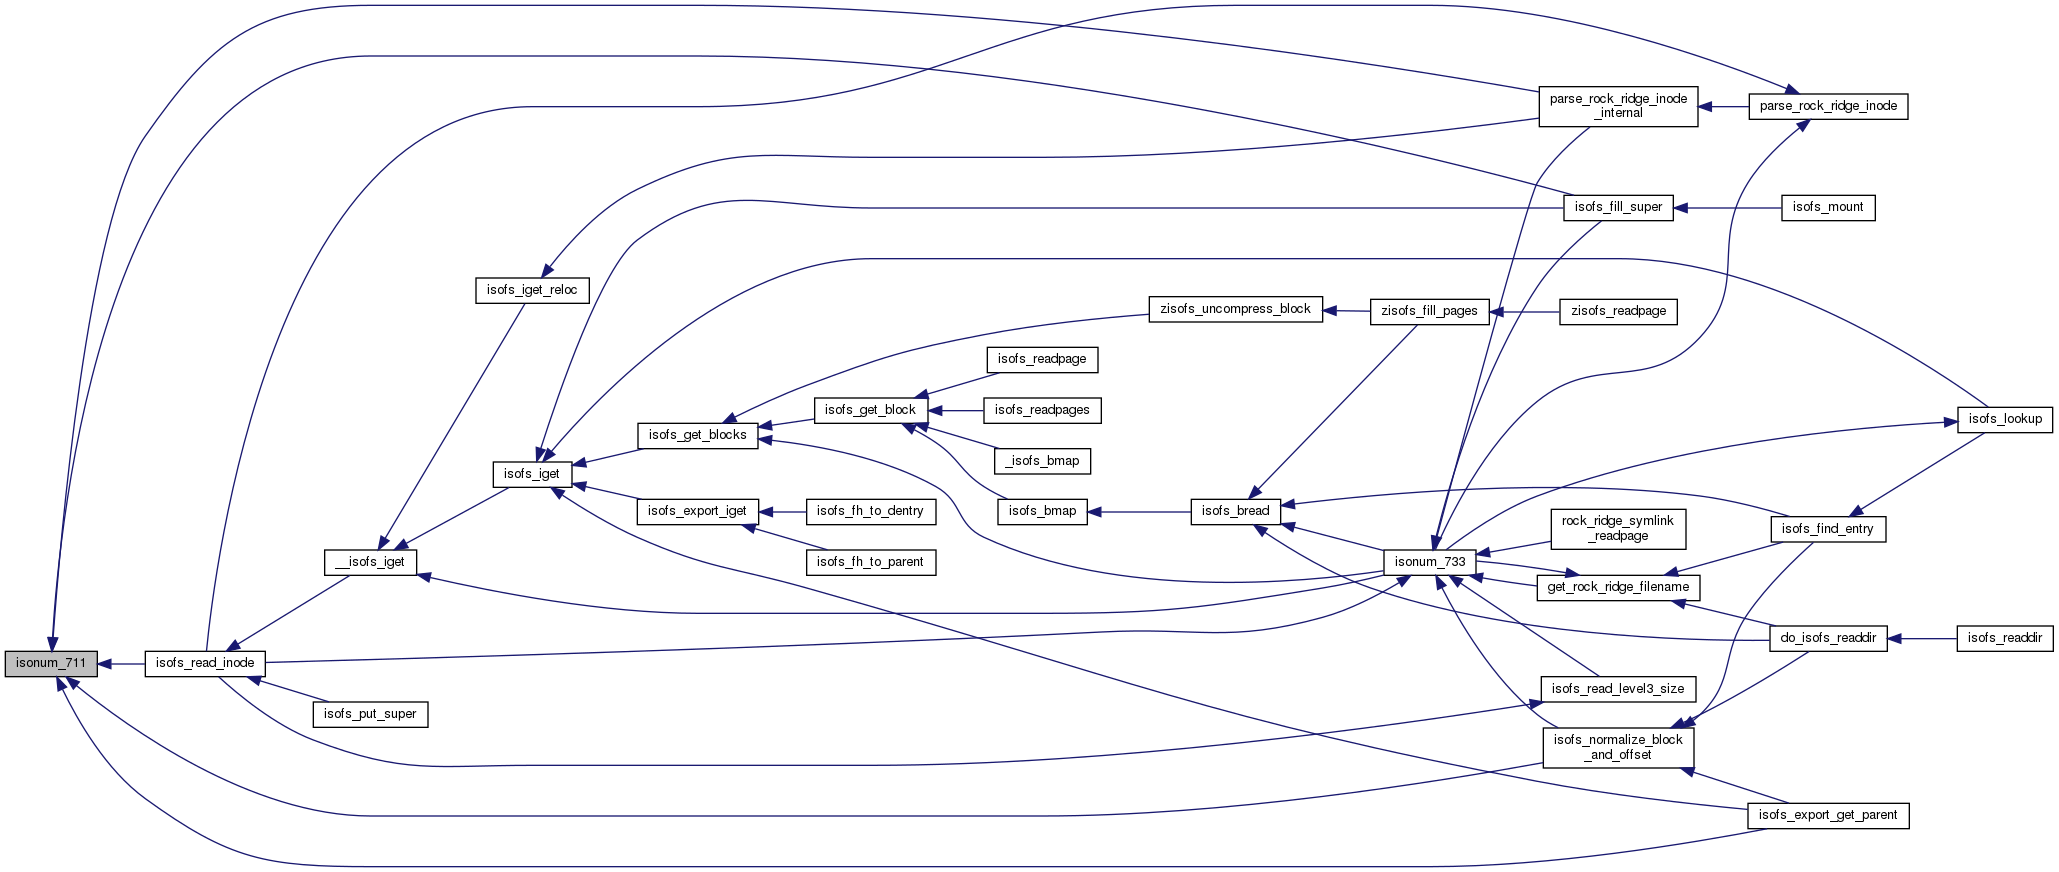 parse_rock_ridge_inode
_internal
parse_rock_ridge_inode
isofs_fill_super
isofs_mount
isofs_iget_reloc
zisofs_uncompress_block
zisofs_fill_pages
zisofs_readpage
isofs_readpage
isofs_get_block
isofs_readpages
isofs_lookup
isofs_get_blocks
_isofs_bmap
isofs_iget
isofs_export_iget
isofs_fh_to_dentry
isofs_bmap
isofs_bread
rock_ridge_symlink
_readpage
isofs_find_entry
__isofs_iget
isofs_fh_to_parent
isonum_733
get_rock_ridge_filename
do_isofs_readdir
isofs_readdir
isonum_711
isofs_read_inode
isofs_read_level3_size
isofs_put_super
isofs_normalize_block
_and_offset
isofs_export_get_parent